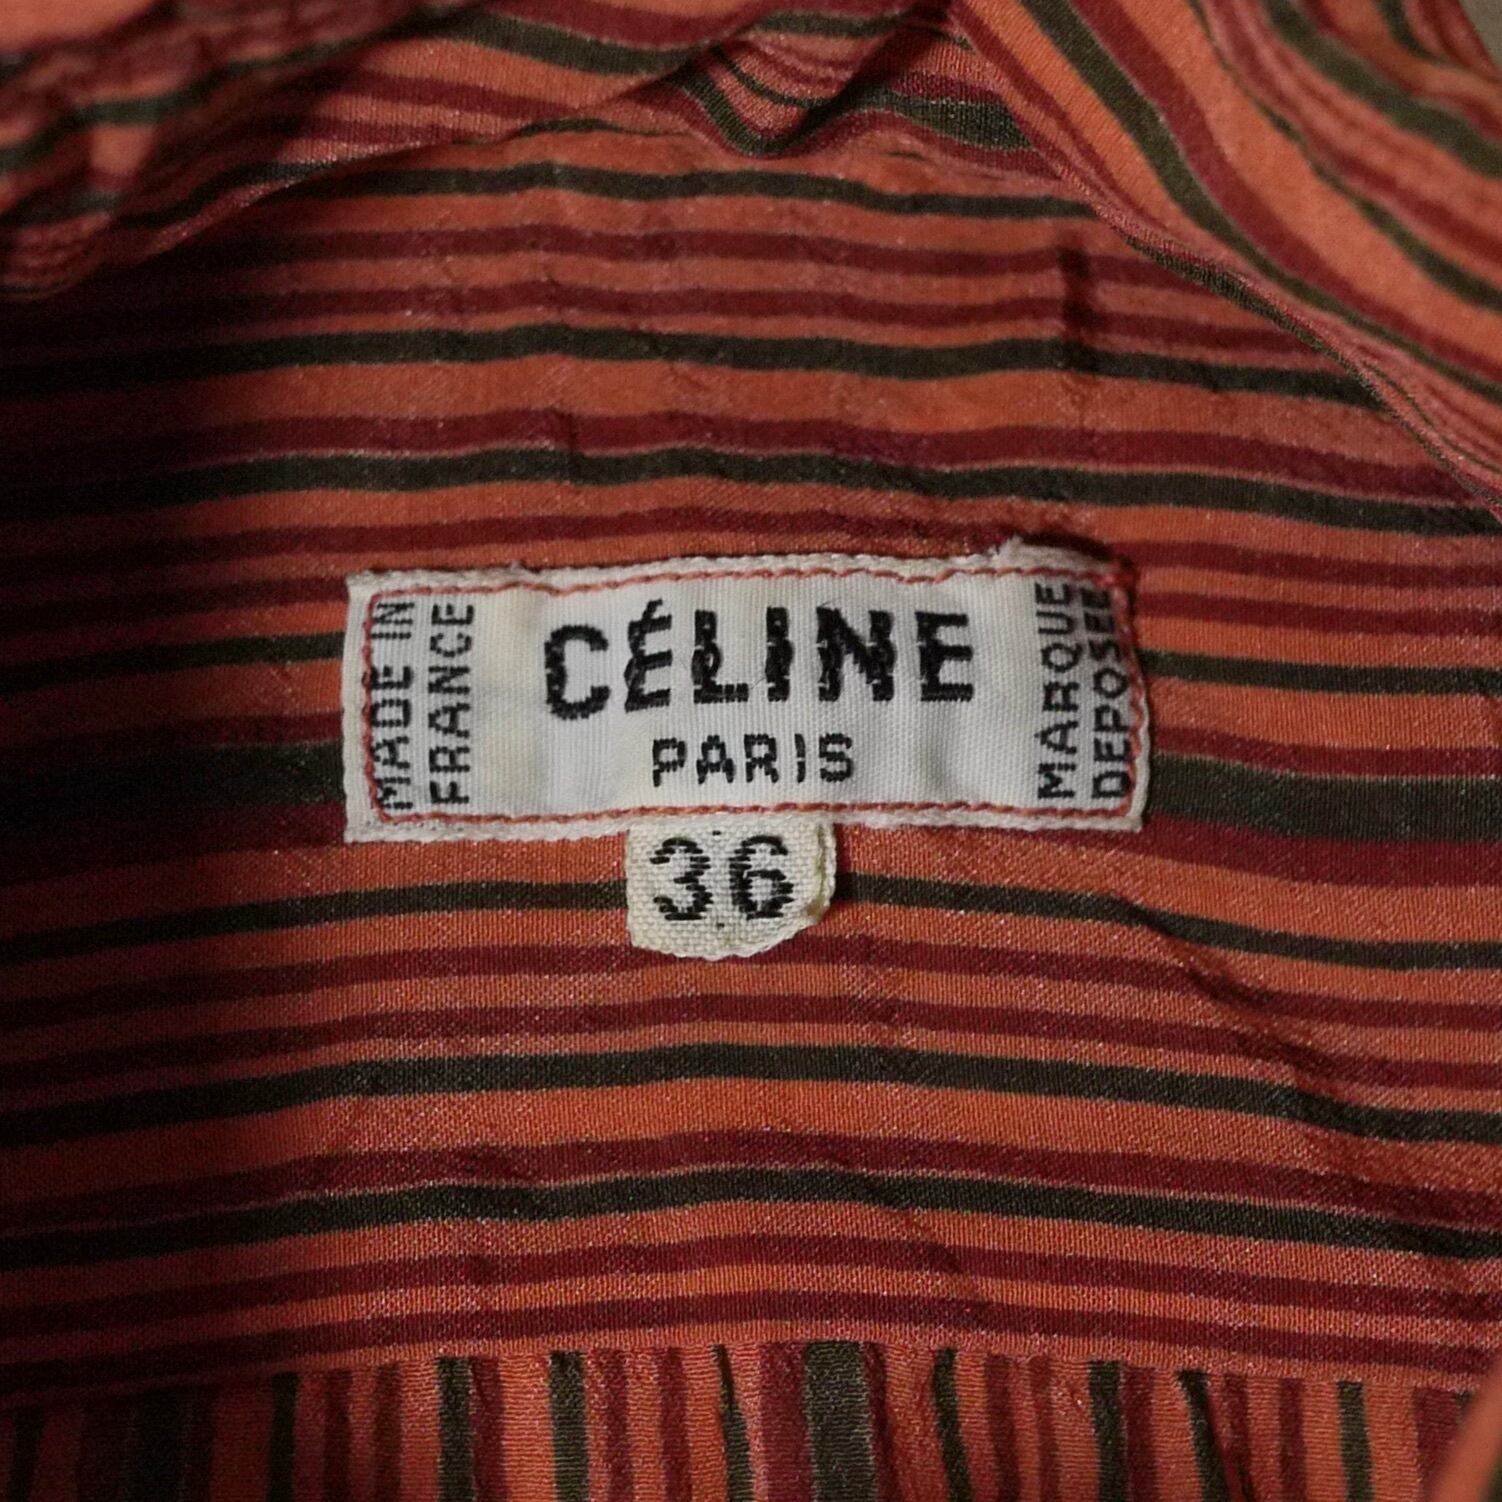 MADE IN
FRANCE
CÉLINE
PARIS
MARQUE
DEPOSEE
36